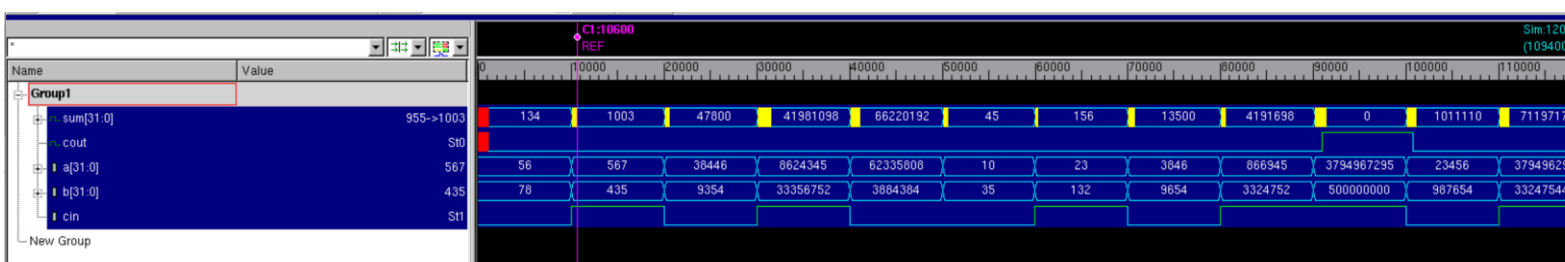 C1:10600
Sim:120
REF
(109400
*
Name Value
0 10000 20000 30000 40000 50000 60000 70000 80000 90000 100000 110000
Group1
sum[31:0] 955->1003 134 1003 47800 41981098 66220192 45 156 13500 4191698 0 1011110 7119717
cout St0
a[31:0] 567 56 567 38446 8624345 62335808 10 23 3846 866945 3794967295 23456 37949629
b[31:0] 435 78 435 9354 33356752 3884384 35 132 9654 3324752 500000000 987654 33247544
cin St1
New Group